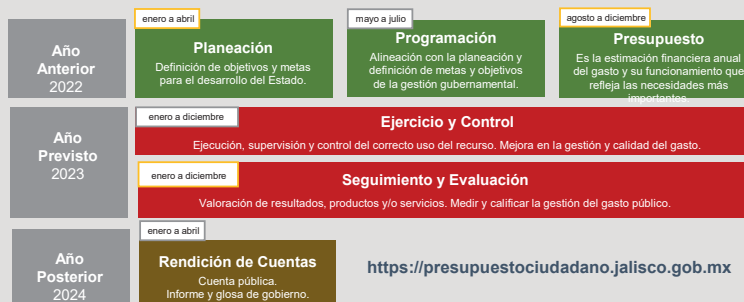 Año
Anterior
2022
enero a abril
Planeación
Definición de objetivos y metas
para el desarrollo del Estado.
mayo a julio
Programación
Alineación con la planeación y
definición de metas y objetivos
de la gestión gubernamental.
agosto a diciembre
Presupuesto
Es la estimación financiera anual
del gasto y su funcionamiento que
refleja las necesidades más
importantes.
Año
Previsto
2023
enero a diciembre
Ejercicio y Control
Ejecución, supervisión y control del correcto uso del recurso. Mejora en la gestión y calidad del gasto.
enero a diciembre
Seguimiento y Evaluación
Valoración de resultados, productos y/o servicios. Medir y calificar la gestión del gasto público.
Año
Posterior
2024
enero a abril
Rendición de Cuentas
Cuenta pública.
Informe y glosa de gobierno.
https://presupuestociudadano.jalisco.gob.mx